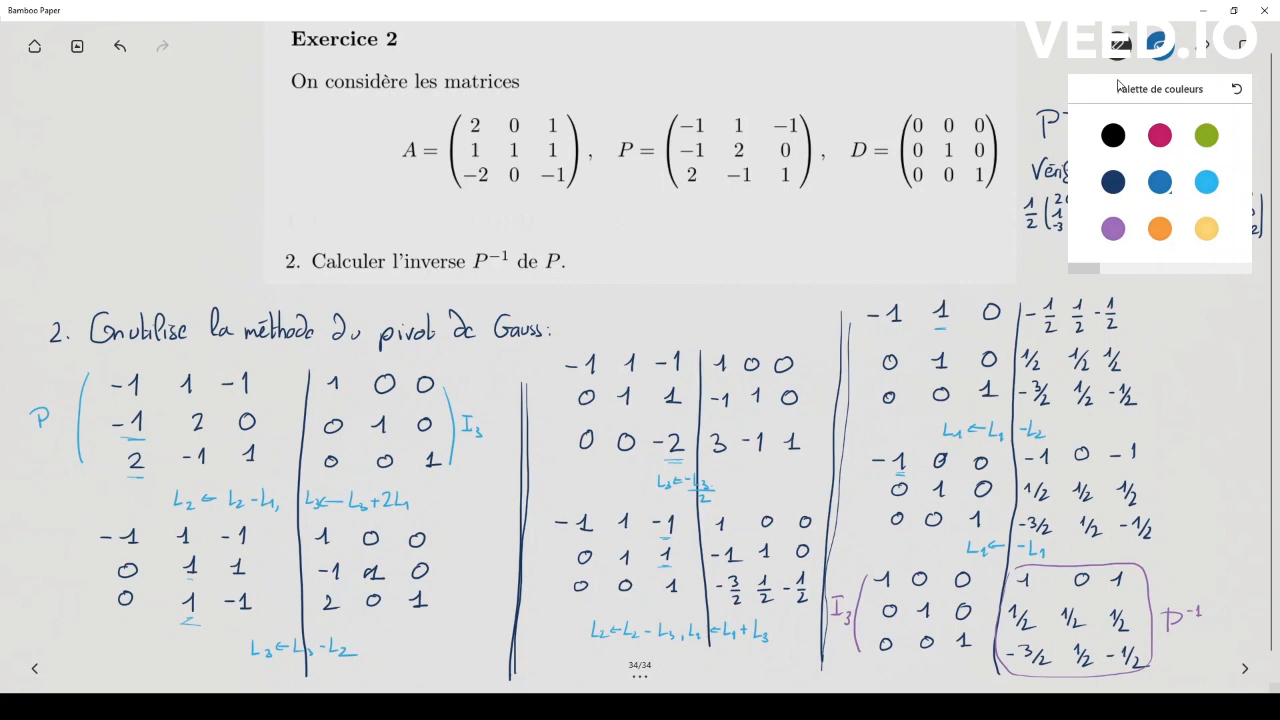 Bamboo Paper
VEED.IO
Exercice 2
On considère les matrices
A = ( 2 0 1 ; 1 1 1 ; −2 0 −1 ), P = ( −1 1 −1 ; −1 2 0 ; 2 −1 1 ), D = ( 0 0 0 ; 0 1 0 ; 0 0 1 )
2. Calculer l'inverse P⁻¹ de P.
Palette de couleurs
2. On utilise la méthode du pivot de Gauss:
P
-1 1 -1 | 1 0 0
-1 2 0 | 0 1 0
2 -1 1 | 0 0 1
I₃
L₂ ← L₂ - L₁, L₃ ← L₃ + 2L₁
-1 1 -1 | 1 0 0
0 1 1 | -1 1 0
0 1 -1 | 2 0 1
L₃ ← L₃ - L₂
-1 1 -1 | 1 0 0
0 1 1 | -1 1 0
0 0 -2 | 3 -1 1
L₃ ← -L₃/2
-1 1 -1 | 1 0 0
0 1 1 | -1 1 0
0 0 1 | -3/2 1/2 -1/2
L₂ ← L₂ - L₃, L₁ ← L₁ + L₃
-1 1 0 | -1/2 1/2 -1/2
0 1 0 | 1/2 1/2 1/2
0 0 1 | -3/2 1/2 -1/2
L₁ ← L₁ - L₂
-1 0 0 | -1 0 -1
0 1 0 | 1/2 1/2 1/2
0 0 1 | -3/2 1/2 -1/2
L₁ ← -L₁
I₃
1 0 0 | 1 0 1
0 1 0 | 1/2 1/2 1/2
0 0 1 | -3/2 1/2 -1/2
P⁻¹
34/34